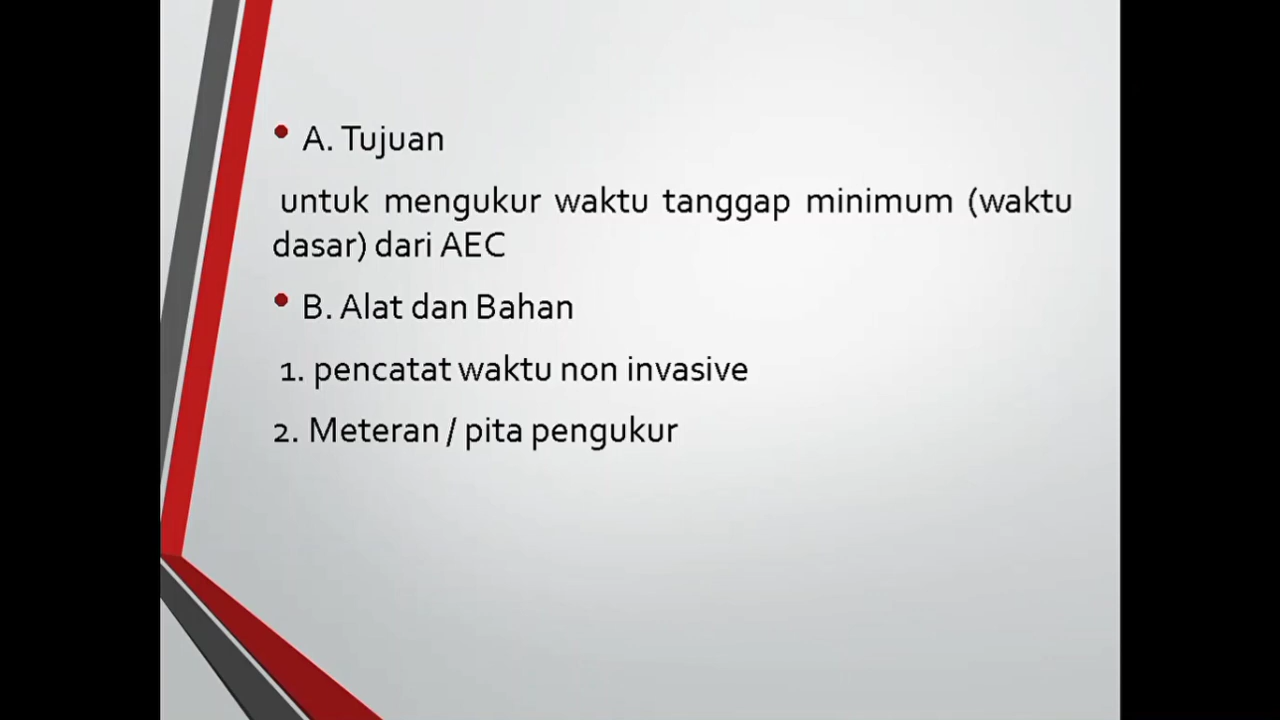 • A. Tujuan
untuk mengukur waktu tanggap minimum (waktu
dasar) dari AEC
• B. Alat dan Bahan
1. pencatat waktu non invasive
2. Meteran / pita pengukur